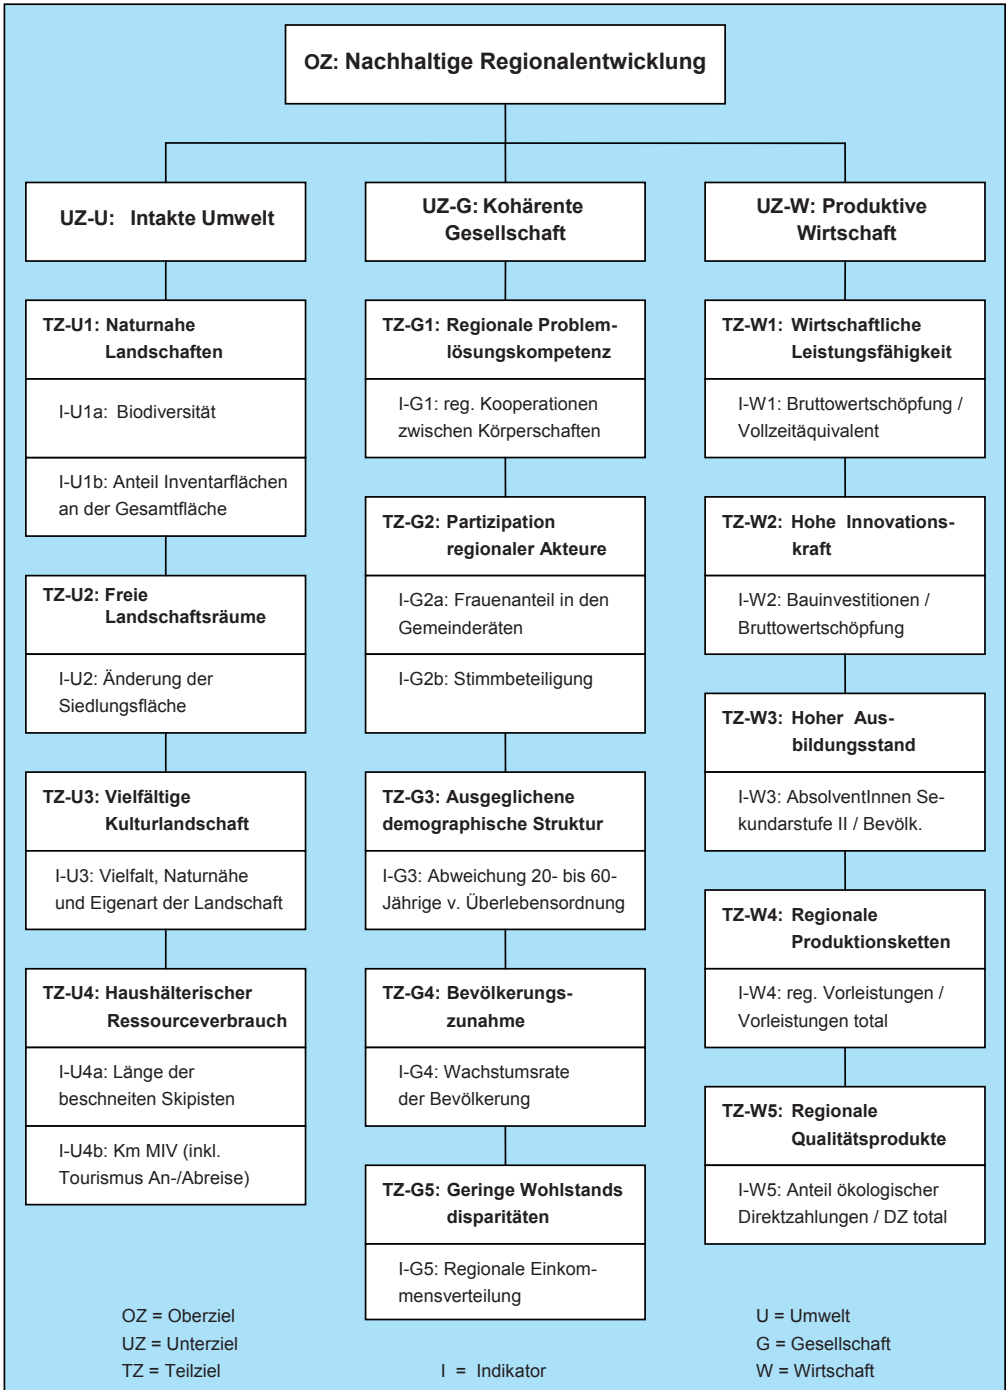 OZ: Nachhaltige Regionalentwicklung
UZ-U: Intakte Umwelt
TZ-U1: Naturnahe
Landschaften
I-U1a: Biodiversität
I-U1b: Anteil Inventarflächen
an der Gesamtfläche
TZ-U2: Freie
Landschaftsräume
I-U2: Änderung der
Siedlungsfläche
TZ-U3: Vielfältige
Kulturlandschaft
I-U3: Vielfalt, Naturnähe
und Eigenart der Landschaft
TZ-U4: Haushälterischer
Ressourceverbrauch
I-U4a: Länge der
beschneiten Skipisten
I-U4b: Km MIV (inkl.
Tourismus An-/Abreise)
UZ-G: Kohärente
Gesellschaft
TZ-G1: Regionale Problem-
lösungskompetenz
I-G1: reg. Kooperationen
zwischen Körperschaften
TZ-G2: Partizipation
regionaler Akteure
I-G2a: Frauenanteil in den
Gemeinderäten
I-G2b: Stimmbeteiligung
TZ-G3: Ausgeglichene
demographische Struktur
I-G3: Abweichung 20- bis 60-
Jährige v. Überlebensordnung
TZ-G4: Bevölkerungs-
zunahme
I-G4: Wachstumsrate
der Bevölkerung
TZ-G5: Geringe Wohlstands
disparitäten
I-G5: Regionale Einkom-
mensverteilung
UZ-W: Produktive
Wirtschaft
TZ-W1: Wirtschaftliche
Leistungsfähigkeit
I-W1: Bruttowertschöpfung /
Vollzeitäquivalent
TZ-W2: Hohe Innovations-
kraft
I-W2: Bauinvestitionen /
Bruttowertschöpfung
TZ-W3: Hoher Aus-
bildungsstand
I-W3: AbsolventInnen Se-
kundarstufe II / Bevölk.
TZ-W4: Regionale
Produktionsketten
I-W4: reg. Vorleistungen /
Vorleistungen total
TZ-W5: Regionale
Qualitätsprodukte
I-W5: Anteil ökologischer
Direktzahlungen / DZ total
OZ = Oberziel
UZ = Unterziel
TZ = Teilziel
I = Indikator
U = Umwelt
G = Gesellschaft
W = Wirtschaft